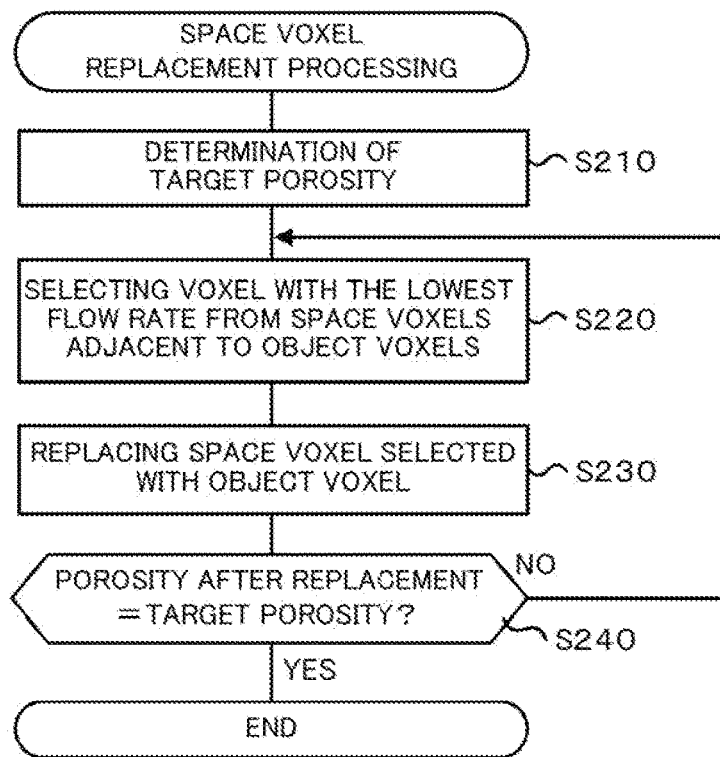 SPACE VOXEL
REPLACEMENT PROCESSING
DETERMINATION OF
TARGET POROSITY
S210
SELECTING VOXEL WITH THE LOWEST
FLOW RATE FROM SPACE VOXELS
ADJACENT TO OBJECT VOXELS
S220
REPLACING SPACE VOXEL SELECTED
WITH OBJECT VOXEL
S230
POROSITY AFTER REPLACEMENT
=TARGET POROSITY?
NO
S240
YES
END